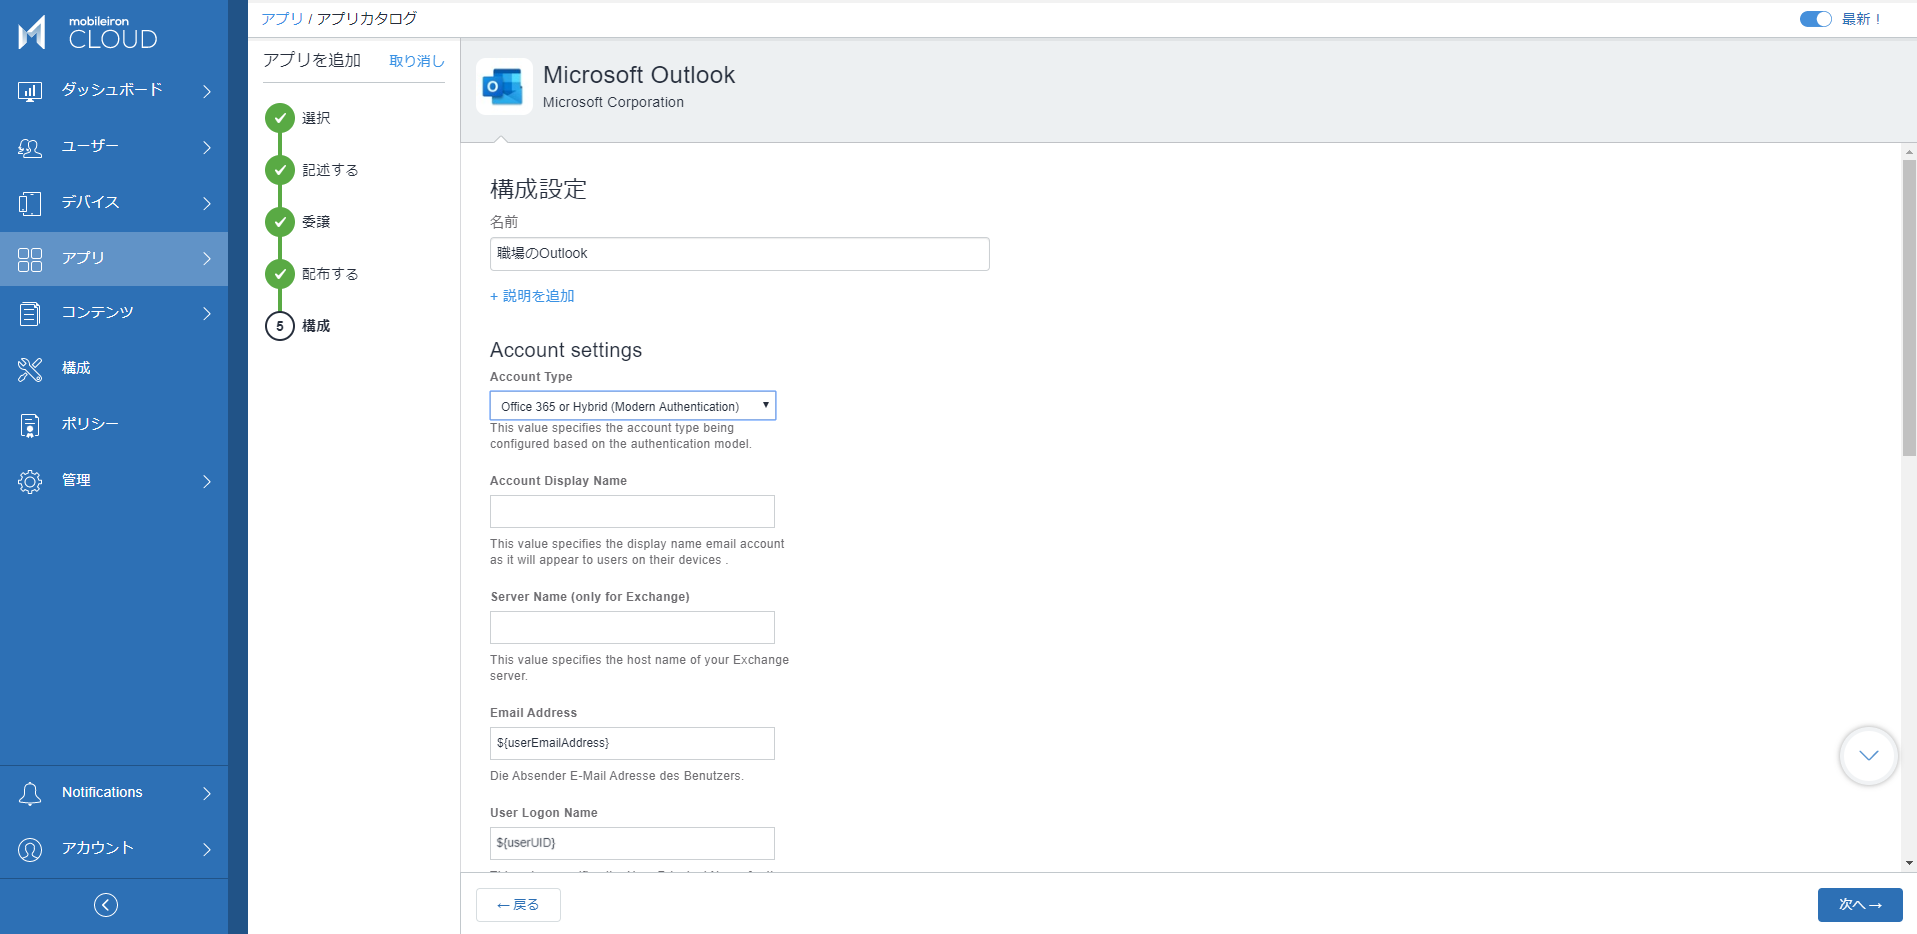 mobileiron
CLOUD
ダッシュボード
ユーザー
デバイス
アプリ
コンテンツ
構成
ポリシー
管理
Notifications
アカウント
アプリ / アプリカタログ
最新！
アプリを追加 取り消し
選択
記述する
委譲
配布する
5 構成
Microsoft Outlook
Microsoft Corporation
構成設定
名前
職場のOutlook
+ 説明を追加
Account settings
Account Type
Office 365 or Hybrid (Modern Authentication)
This value specifies the account type being
configured based on the authentication model.
Account Display Name
This value specifies the display name email account
as it will appear to users on their devices .
Server Name (only for Exchange)
This value specifies the host name of your Exchange
server.
Email Address
${userEmailAddress}
Die Absender E-Mail Adresse des Benutzers.
User Logon Name
${userUID}
← 戻る
次へ →